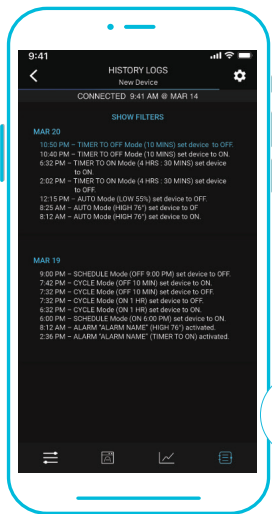 9:41
HISTORY LOGS
New Device
CONNECTED 9:41 AM @ MAR 14
SHOW FILTERS
MAR 20
10:50 PM – TIMER TO OFF Mode (10 MINS) set device to OFF.
10:40 PM – TIMER TO OFF Mode (10 MINS) set device to ON.
6:32 PM – TIMER TO ON Mode (4 HRS : 30 MINS) set device
to ON.
2:02 PM – TIMER TO ON Mode (4 HRS : 30 MINS) set device
to OFF.
12:15 PM – AUTO Mode (LOW 55%) set device to OFF.
8:25 AM – AUTO Mode (HIGH 76°) set device to OF
8:12 AM – AUTO Mode (HIGH 76°) set device to ON.
MAR 19
9:00 PM – SCHEDULE Mode (OFF 9:00 PM) set device to OFF.
7:42 PM – CYCLE Mode (OFF 10 MIN) set device to ON.
7:32 PM – CYCLE Mode (OFF 10 MIN) set device to OFF.
7:32 PM – CYCLE Mode (ON 1 HR) set device to OFF.
6:32 PM – CYCLE Mode (ON 1 HR) set device to ON.
6:00 PM – SCHEDULE Mode (ON 6:00 PM) set device to ON.
8:12 AM – ALARM "ALARM NAME" (HIGH 76°) activated.
2:36 PM – ALARM "ALARM NAME" (TIMER TO ON) activated.